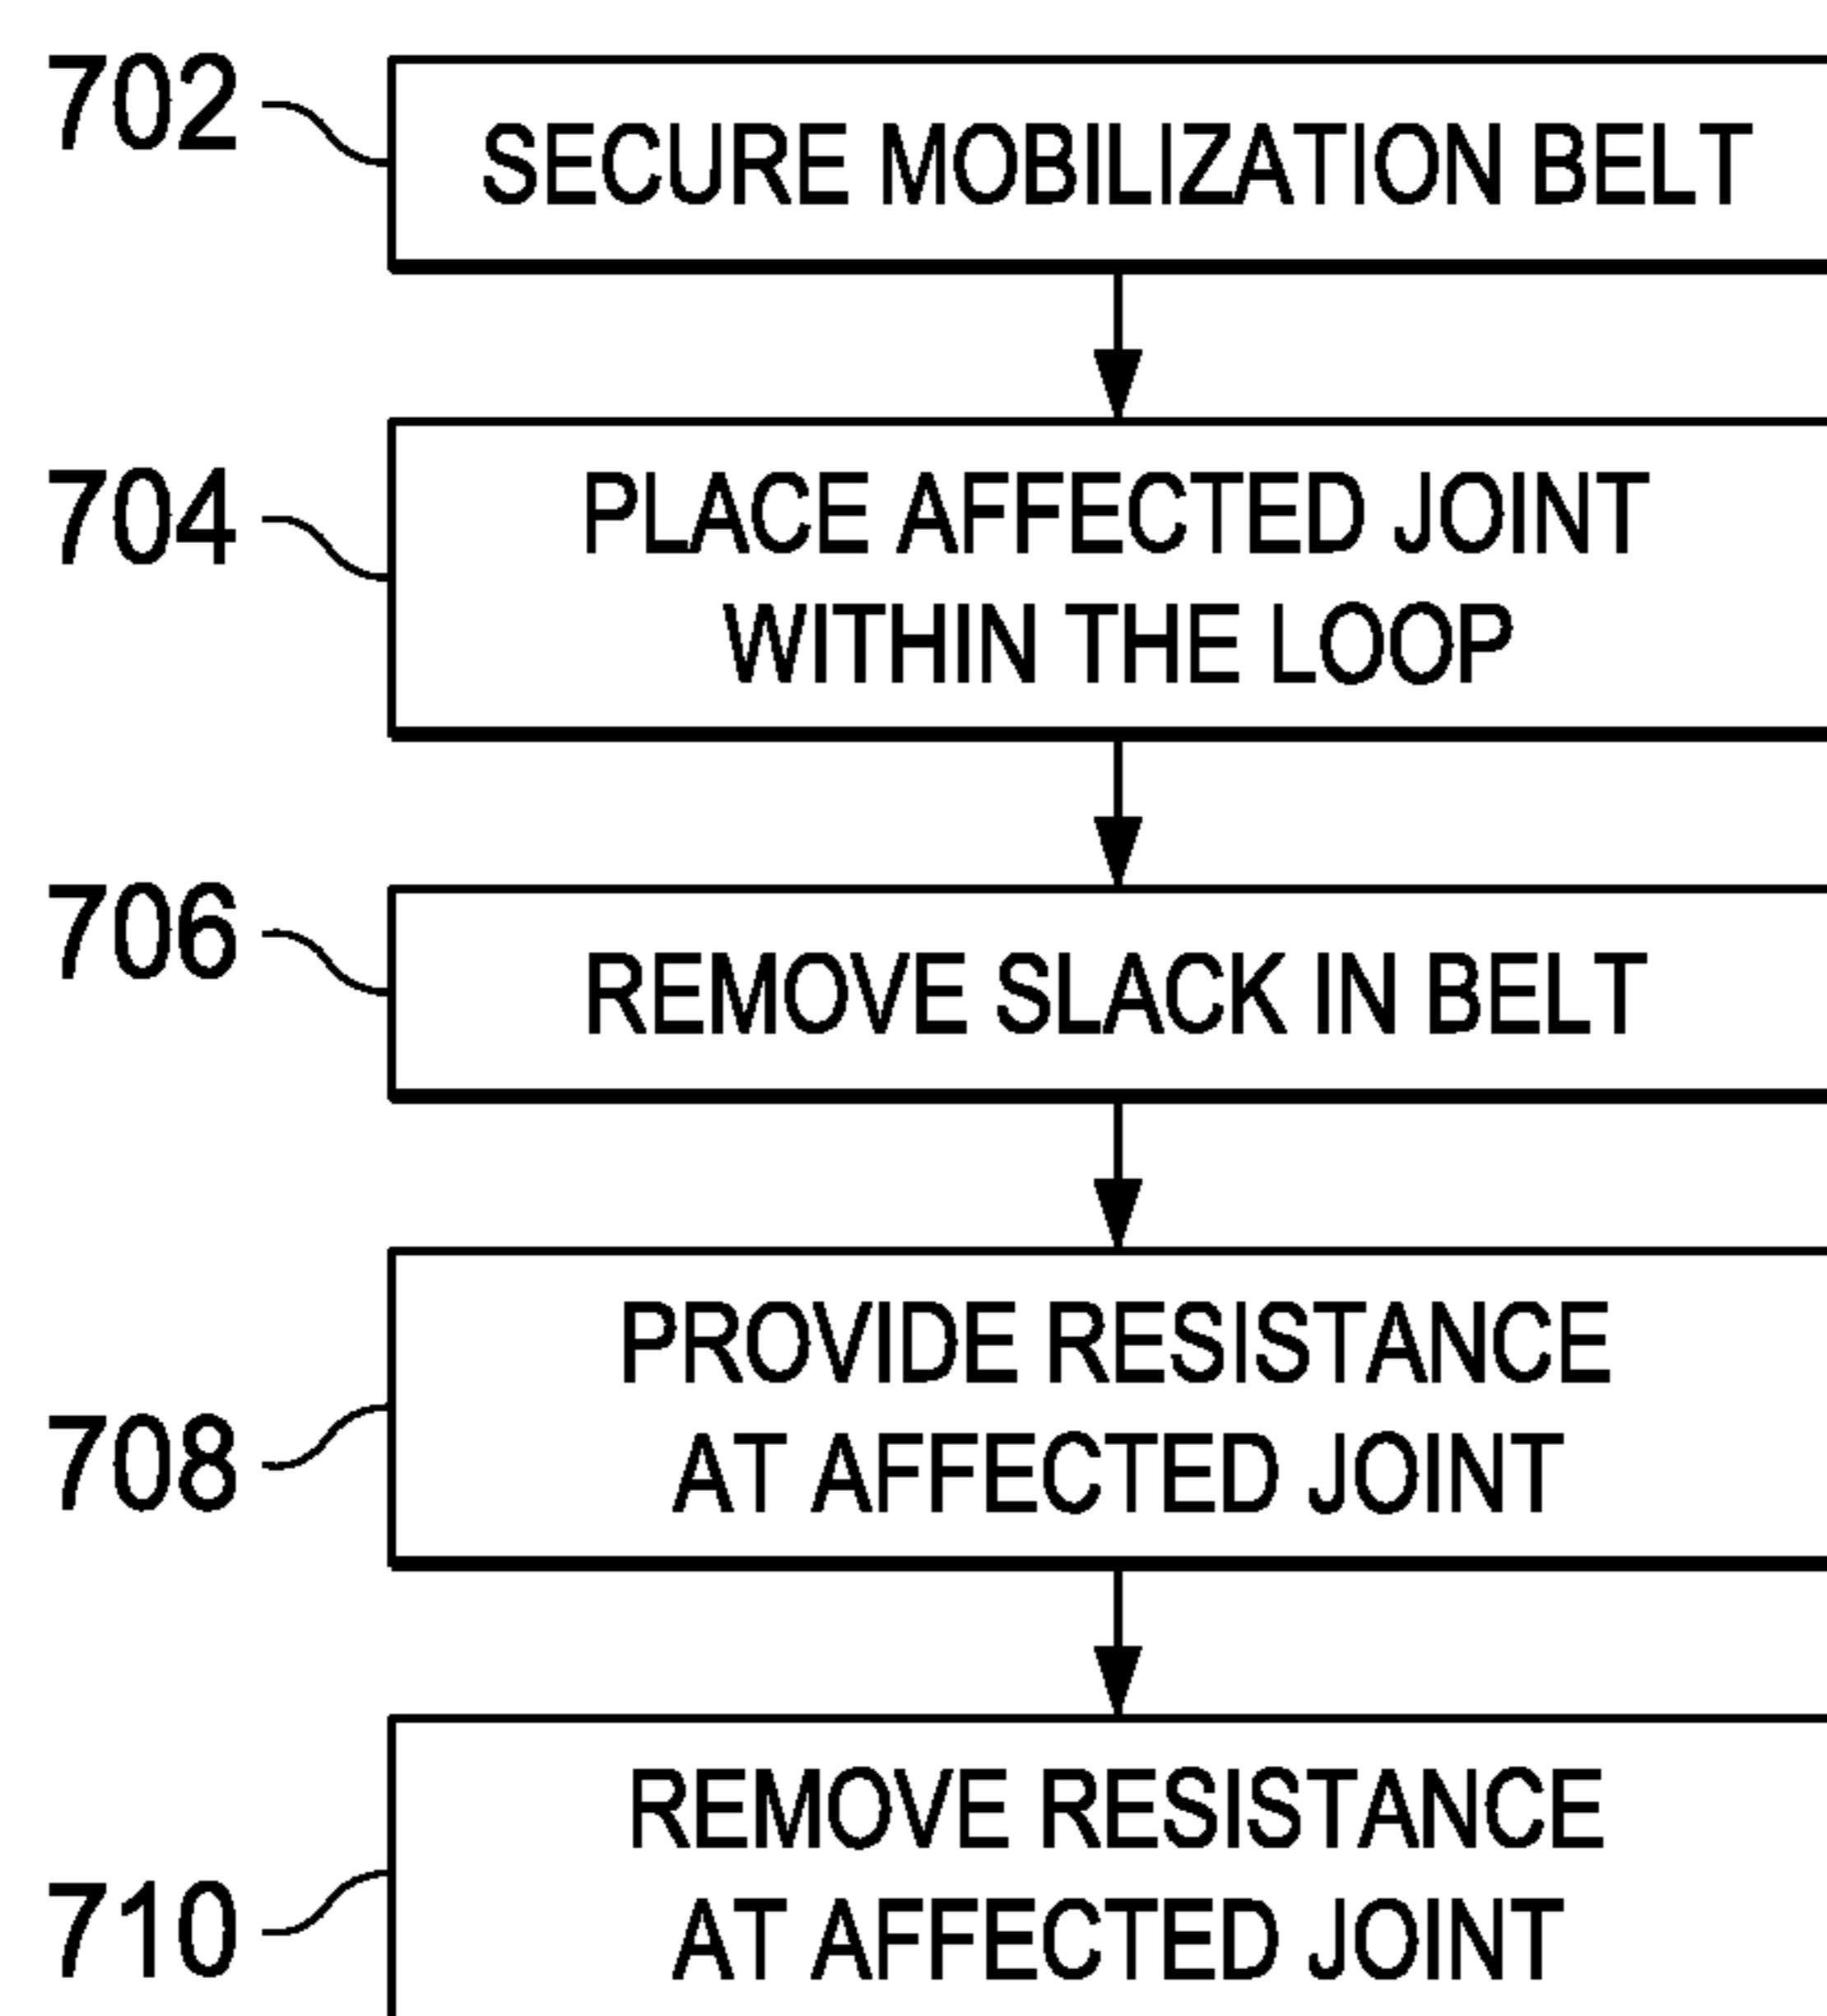 702
SECURE MOBILIZATION BELT
704
PLACE AFFECTED JOINT
WITHIN THE LOOP
706
REMOVE SLACK IN BELT
708
PROVIDE RESISTANCE
AT AFFECTED JOINT
710
REMOVE RESISTANCE
AT AFFECTED JOINT